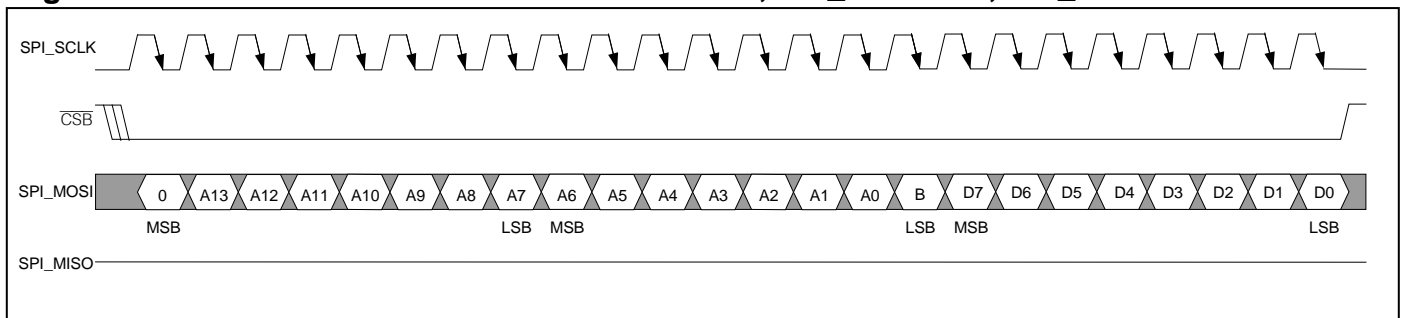 SPI_SCLK
CSB
SPI_MOSI 0 A13 A12 A11 A10 A9 A8 A7 A6 A5 A4 A3 A2 A1 A0 B D7 D6 D5 D4 D3 D2 D1 D0
MSB LSB MSB LSB MSB LSB
SPI_MISO